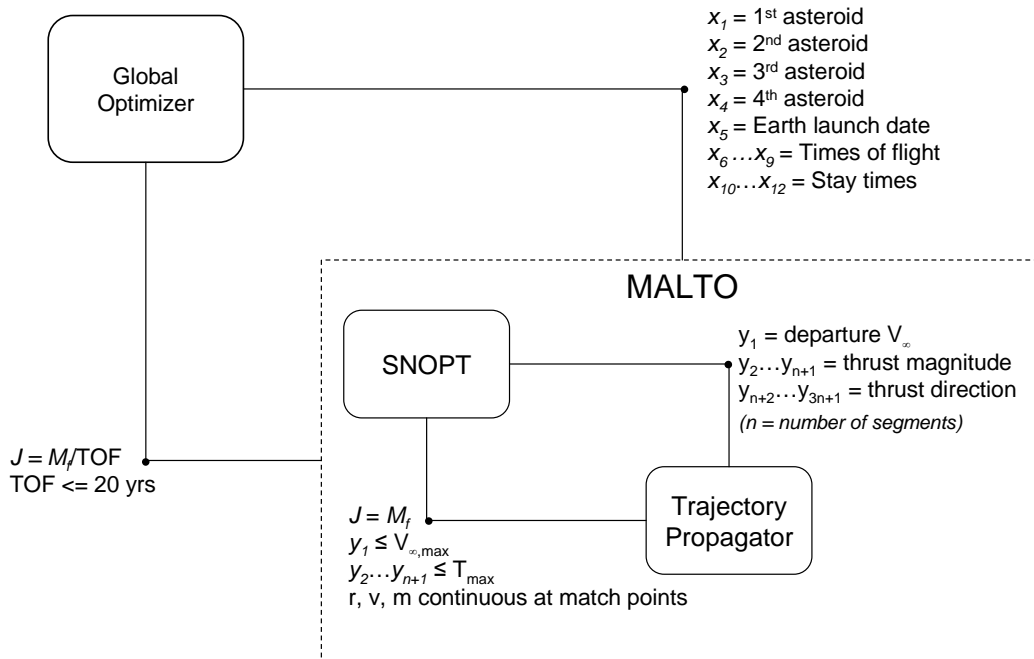 Global
Optimizer
x₁ = 1ˢᵗ asteroid
x₂ = 2ⁿᵈ asteroid
x₃ = 3ʳᵈ asteroid
x₄ = 4ᵗʰ asteroid
x₅ = Earth launch date
x₆…x₉ = Times of flight
x₁₀…x₁₂ = Stay times
MALTO
SNOPT
y₁ = departure V∞
y₂…yₙ₊₁ = thrust magnitude
yₙ₊₂…y₃ₙ₊₁ = thrust direction
(n = number of segments)
J = M_f/TOF
TOF <= 20 yrs
Trajectory
Propagator
J = M_f
y₁ ≤ V∞,max
y₂…yₙ₊₁ ≤ Tmax
r, v, m continuous at match points